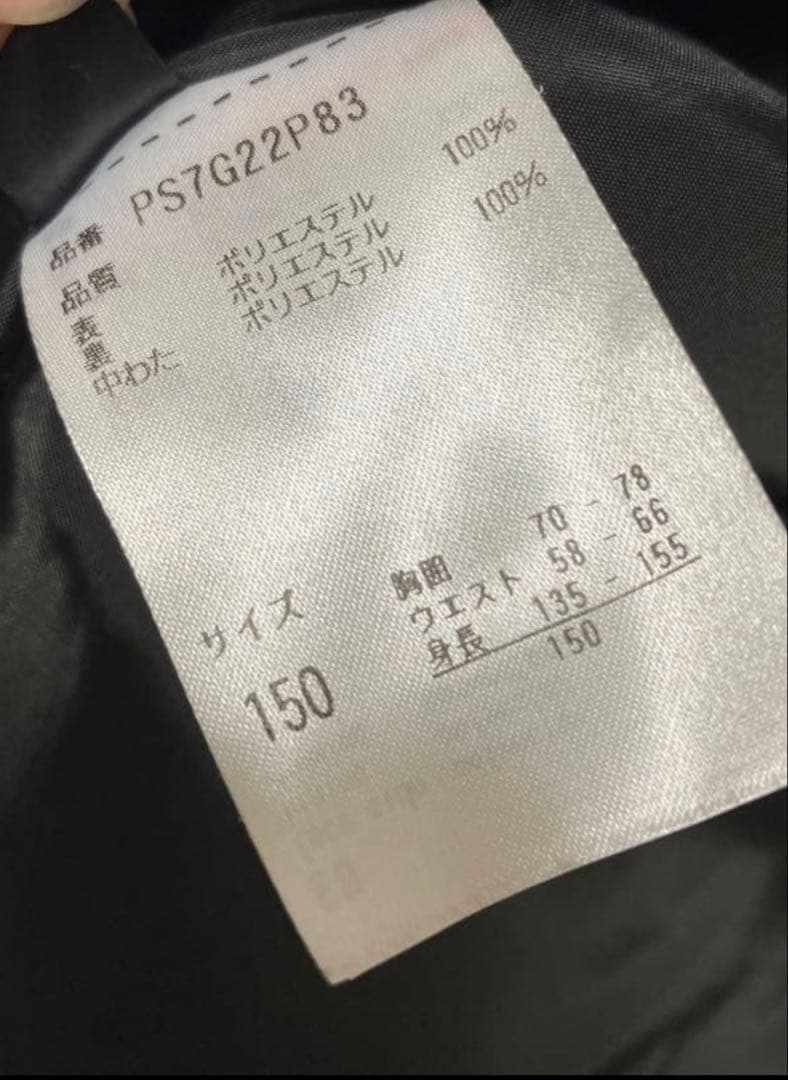 品番 PS7G22P83
品質
表 ポリエステル 100%
裏 ポリエステル 100%
中わた ポリエステル
サイズ
150
胸囲 70 - 78
ウエスト 58 - 66
身長 135 - 155
150